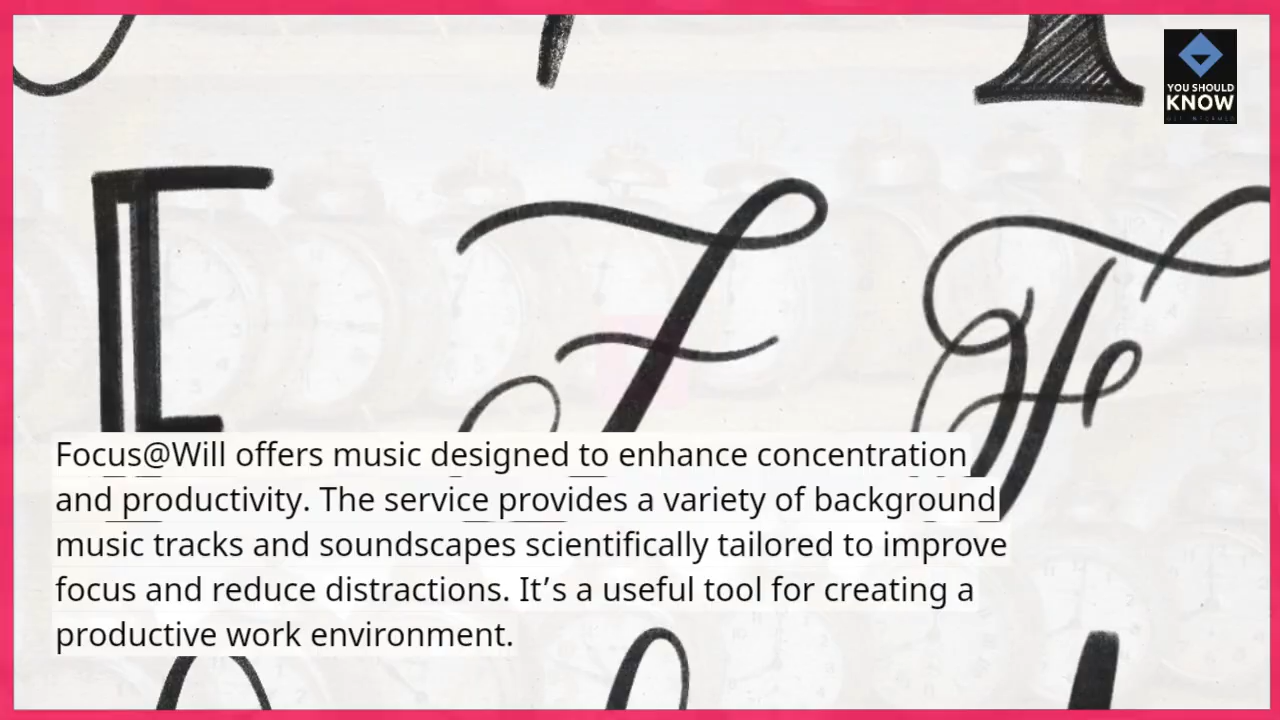 YOU SHOULD
KNOW
GET INFORMED
F
F
F
Focus@Will offers music designed to enhance concentration
and productivity. The service provides a variety of background
music tracks and soundscapes scientifically tailored to improve
focus and reduce distractions. It’s a useful tool for creating a
productive work environment.